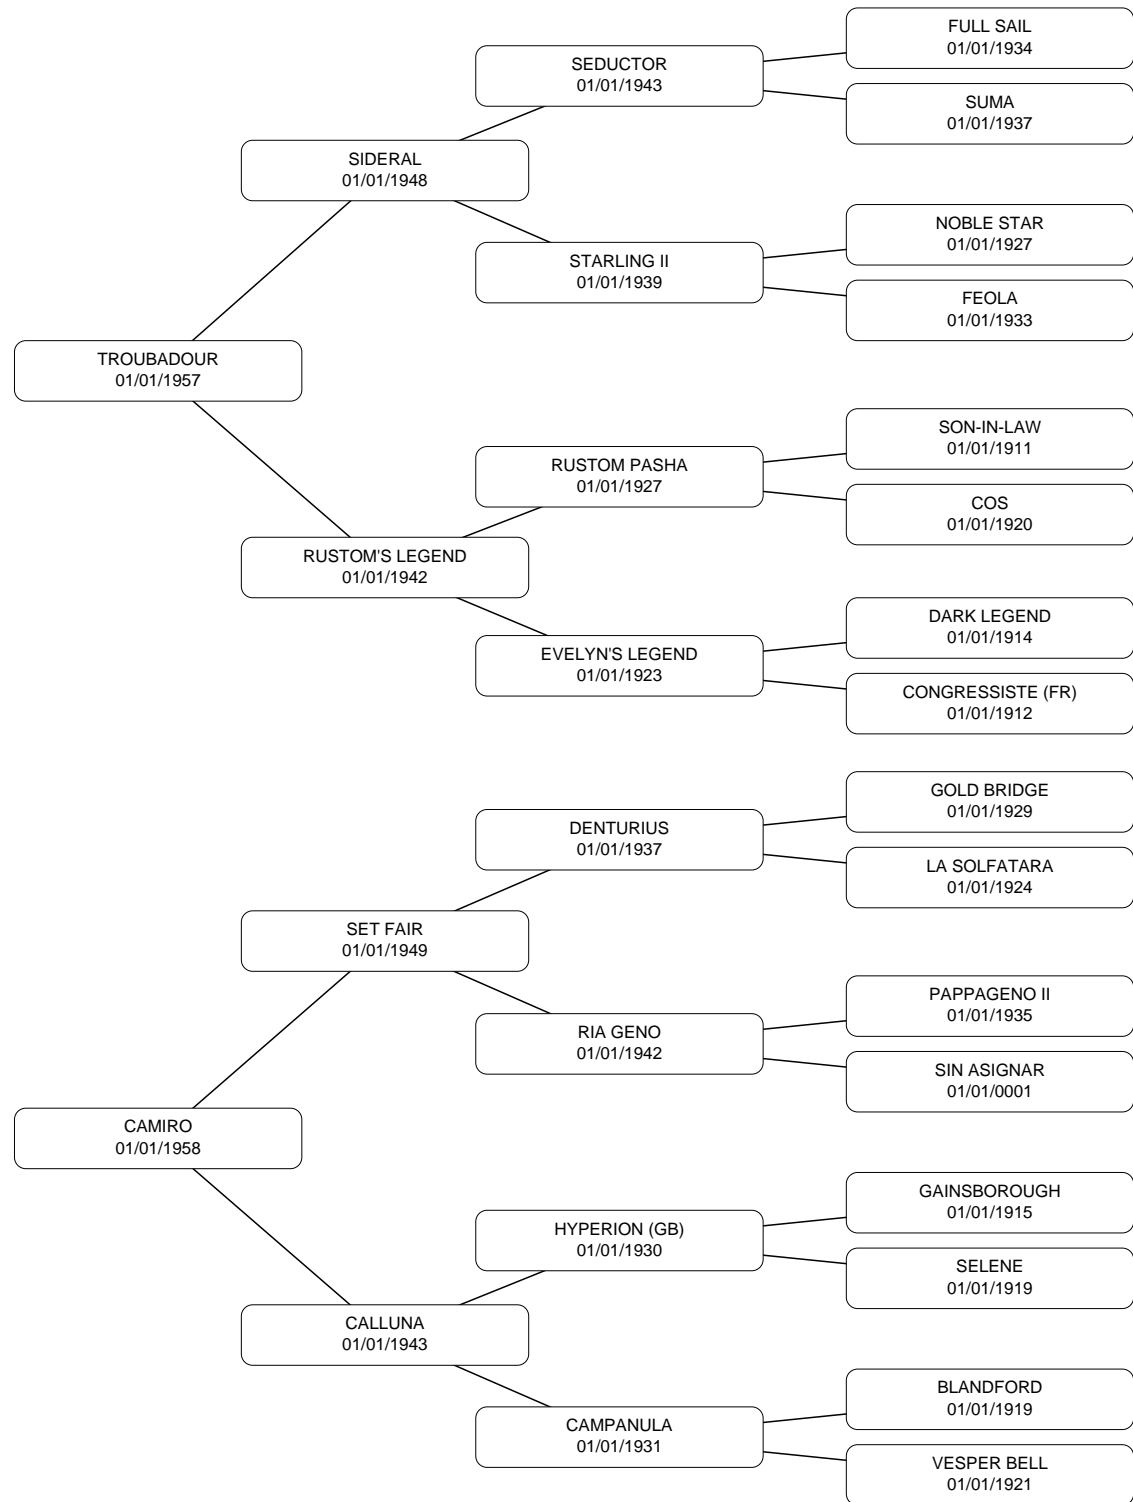 FULL SAIL
01/01/1934
SEDUCTOR
01/01/1943
SUMA
01/01/1937
SIDERAL
01/01/1948
NOBLE STAR
01/01/1927
STARLING II
01/01/1939
FEOLA
01/01/1933
TROUBADOUR
01/01/1957
SON-IN-LAW
01/01/1911
RUSTOM PASHA
01/01/1927
COS
01/01/1920
RUSTOM'S LEGEND
01/01/1942
DARK LEGEND
01/01/1914
EVELYN'S LEGEND
01/01/1923
CONGRESSISTE (FR)
01/01/1912
GOLD BRIDGE
01/01/1929
DENTURIUS
01/01/1937
LA SOLFATARA
01/01/1924
SET FAIR
01/01/1949
PAPPAGENO II
01/01/1935
RIA GENO
01/01/1942
SIN ASIGNAR
01/01/0001
CAMIRO
01/01/1958
GAINSBOROUGH
01/01/1915
HYPERION (GB)
01/01/1930
SELENE
01/01/1919
CALLUNA
01/01/1943
BLANDFORD
01/01/1919
CAMPANULA
01/01/1931
VESPER BELL
01/01/1921